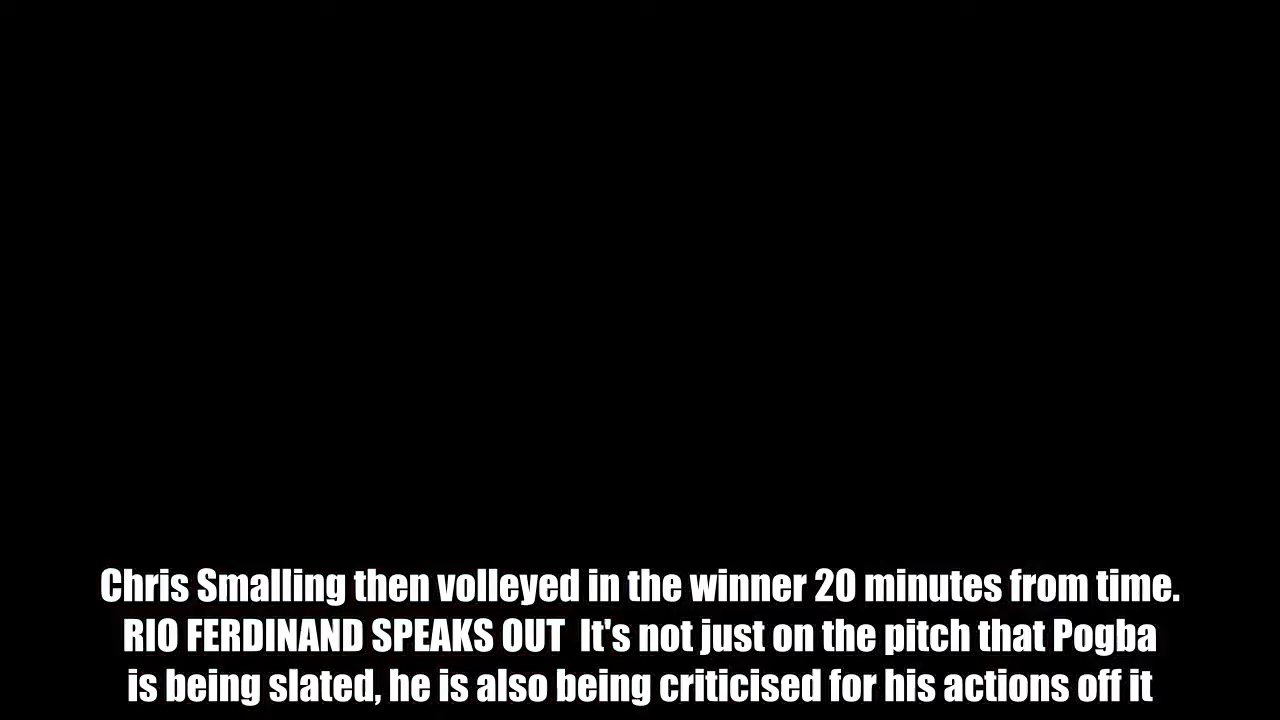 Chris Smalling then volleyed in the winner 20 minutes from time.
RIO FERDINAND SPEAKS OUT  It's not just on the pitch that Pogba
is being slated, he is also being criticised for his actions off it